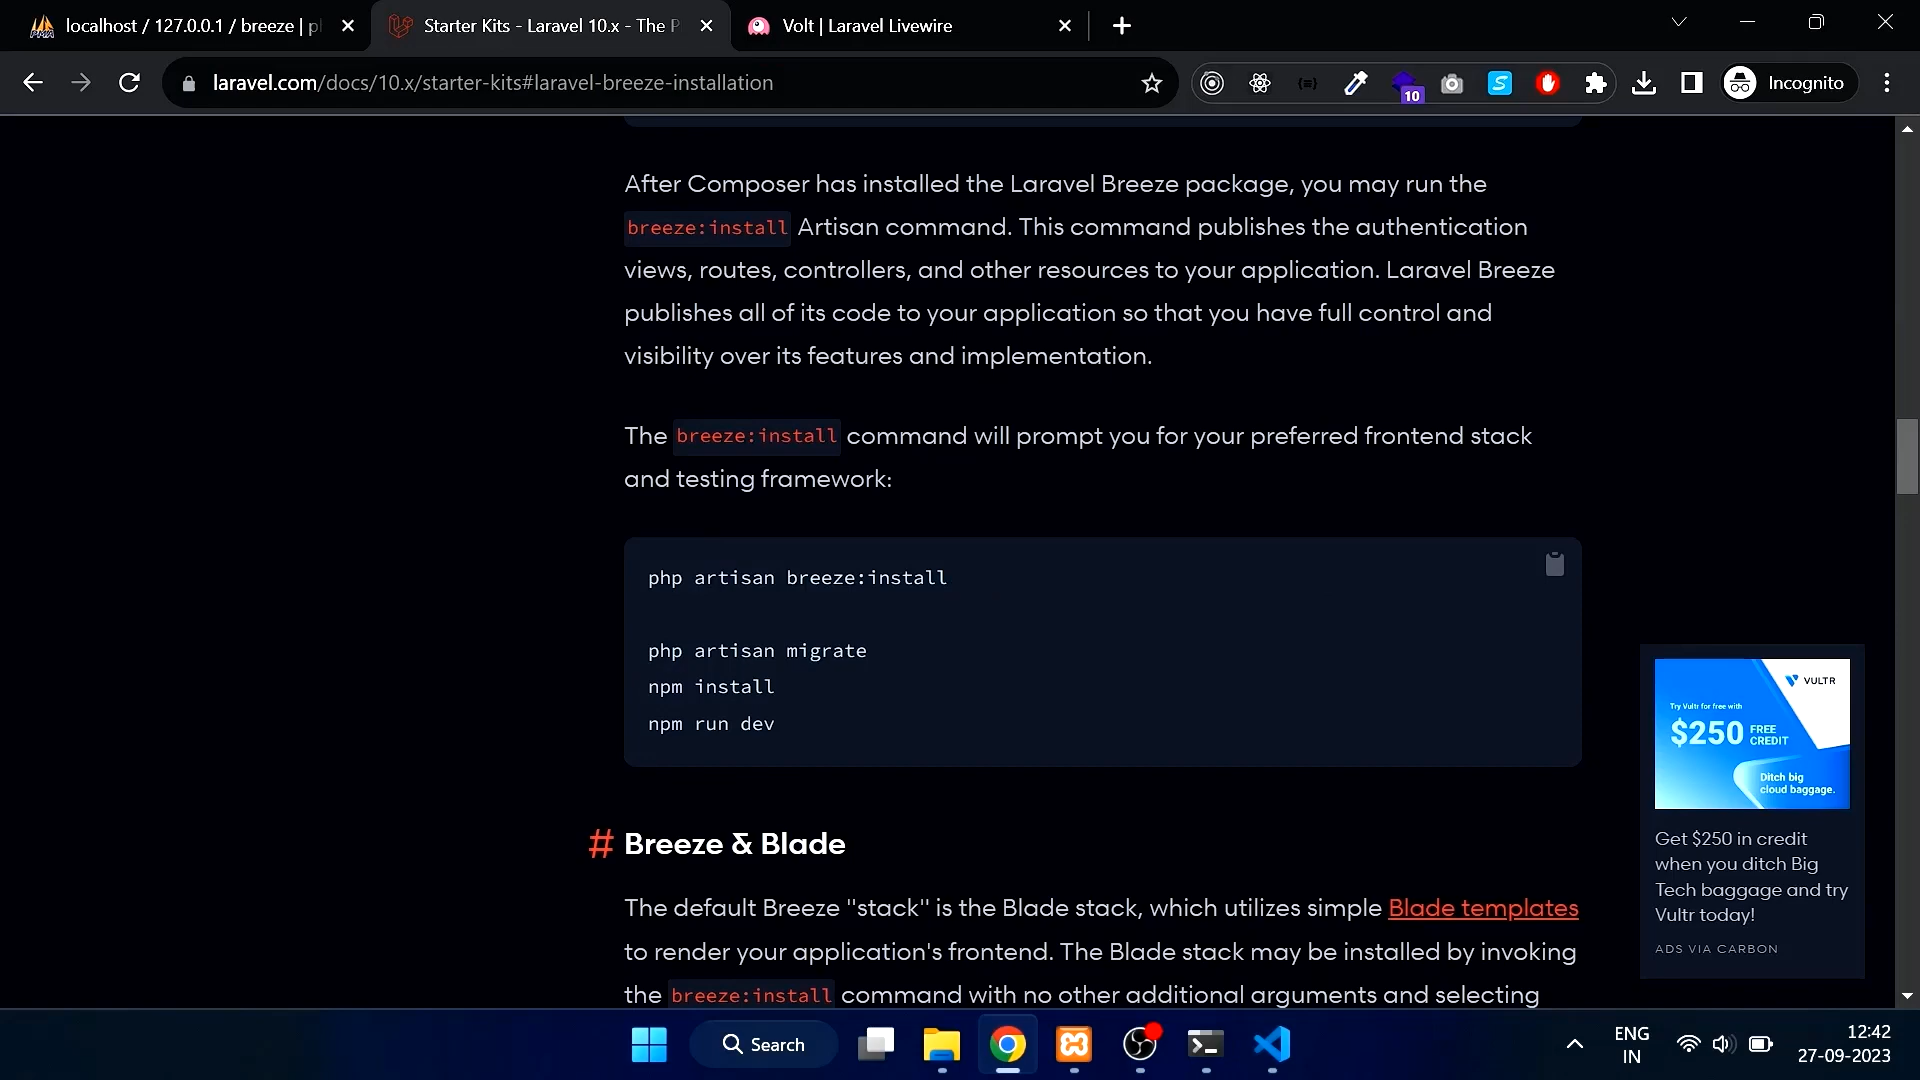 localhost / 127.0.0.1 / breeze | p
Starter Kits - Laravel 10.x - The P
Volt | Laravel Livewire
laravel.com/docs/10.x/starter-kits#laravel-breeze-installation
10
Incognito
After Composer has installed the Laravel Breeze package, you may run the
breeze:install Artisan command. This command publishes the authentication
views, routes, controllers, and other resources to your application. Laravel Breeze
publishes all of its code to your application so that you have full control and
visibility over its features and implementation.
The breeze:install command will prompt you for your preferred frontend stack
and testing framework:
php artisan breeze:install
php artisan migrate
npm install
npm run dev
VULTR
Try Vultr for free with
$250 FREE CREDIT
Ditch big
cloud baggage.
Get $250 in credit
when you ditch Big
Tech baggage and try
Vultr today!
ADS VIA CARBON
# Breeze & Blade
The default Breeze "stack" is the Blade stack, which utilizes simple Blade templates
to render your application's frontend. The Blade stack may be installed by invoking
the breeze:install command with no other additional arguments and selecting
Search
ENG
IN
12:42
27-09-2023